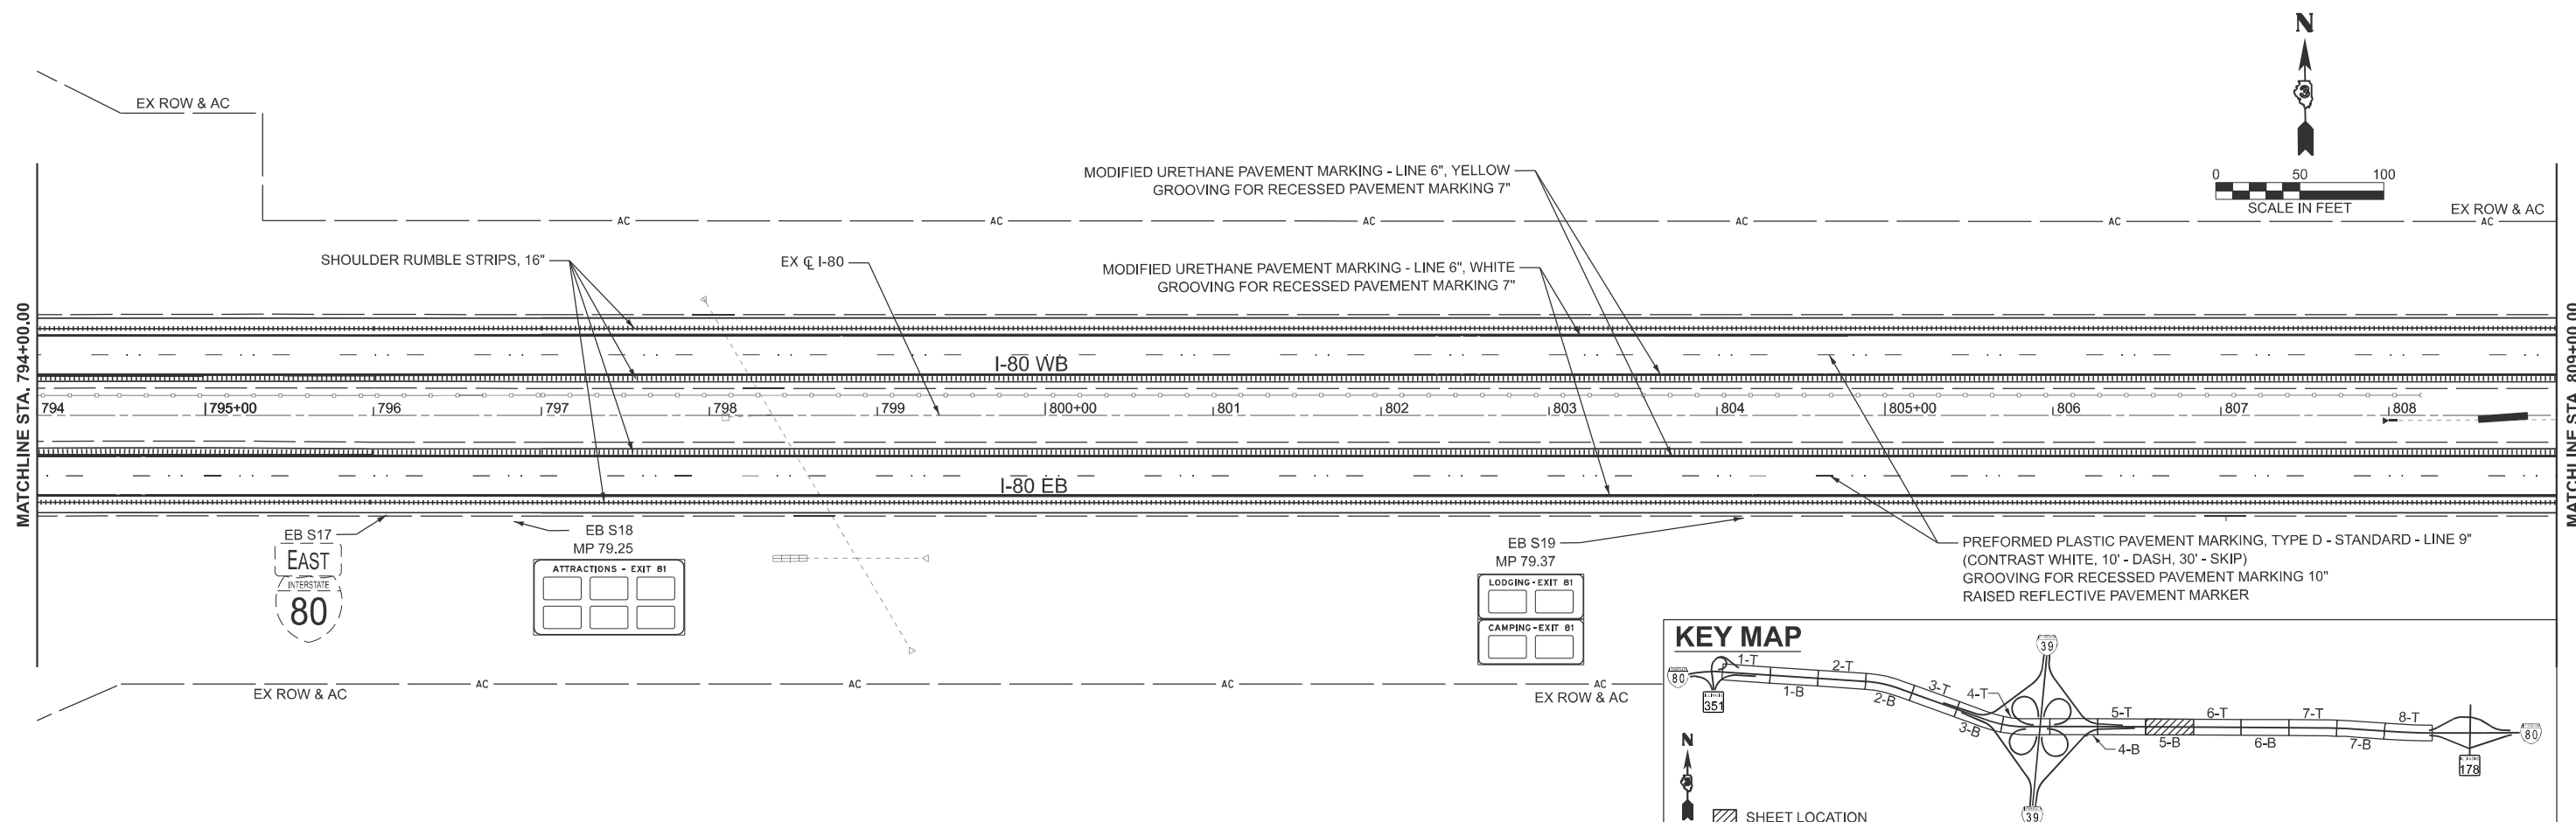 N
3
0 50 100
SCALE IN FEET
EX ROW & AC
EX ROW & AC
AC AC AC AC AC AC
MODIFIED URETHANE PAVEMENT MARKING - LINE 6", YELLOW
GROOVING FOR RECESSED PAVEMENT MARKING 7"
SHOULDER RUMBLE STRIPS, 16"
EX ℄ I-80
MODIFIED URETHANE PAVEMENT MARKING - LINE 6", WHITE
GROOVING FOR RECESSED PAVEMENT MARKING 7"
MATCHLINE STA. 794+00.00
MATCHLINE STA. 809+00.00
I-80 WB
794 795+00 796 797 798 799 800+00 801 802 803 804 805+00 806 807 808
I-80 EB
EB S17
EAST
INTERSTATE
80
EB S18
MP 79.25
ATTRACTIONS - EXIT 81
EB S19
MP 79.37
LODGING - EXIT 81
CAMPING - EXIT 81
PREFORMED PLASTIC PAVEMENT MARKING, TYPE D - STANDARD - LINE 9"
(CONTRAST WHITE, 10' - DASH, 30' - SKIP)
GROOVING FOR RECESSED PAVEMENT MARKING 10"
RAISED REFLECTIVE PAVEMENT MARKER
EX ROW & AC
AC AC AC AC
EX ROW & AC
KEY MAP
80
351
1-T
1-B
2-T
2-B
3-T
3-B
4-T
4-B
39
39
5-T
5-B
6-T
6-B
7-T
7-B
8-T
178
80
N
3
SHEET LOCATION